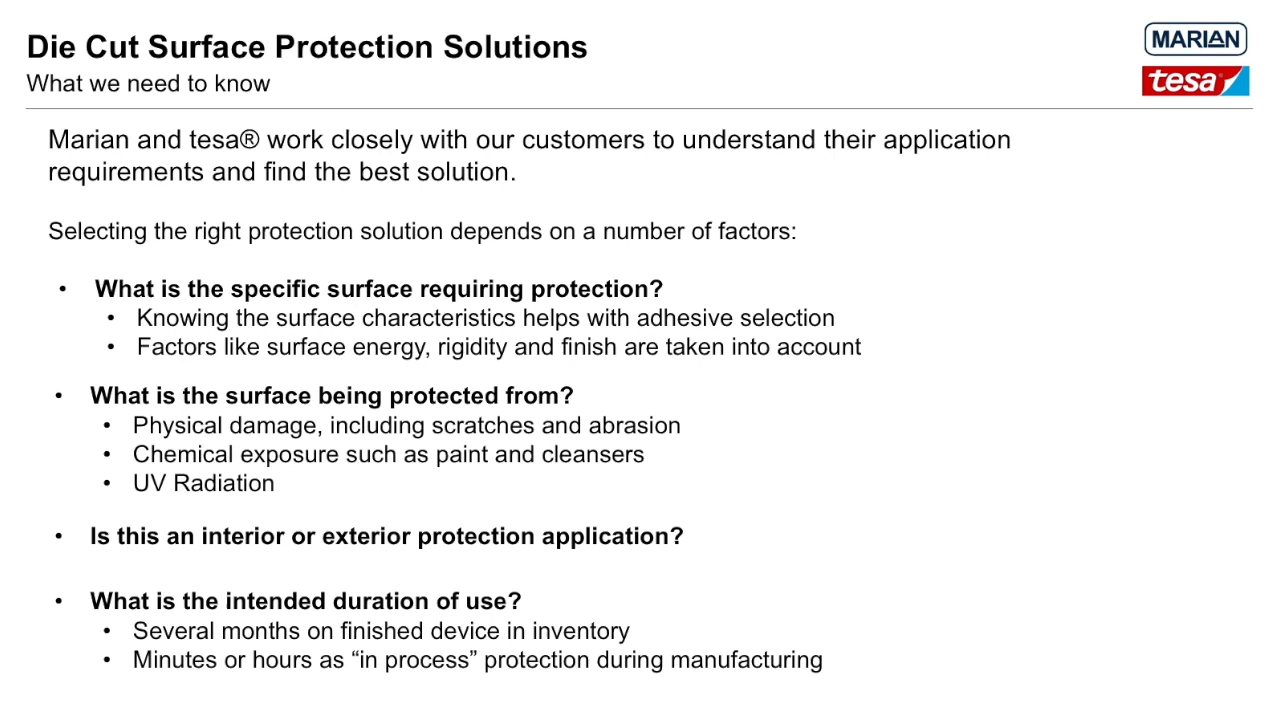 Die Cut Surface Protection Solutions
What we need to know
MARIAN
tesa®
Marian and tesa® work closely with our customers to understand their application
requirements and find the best solution.
Selecting the right protection solution depends on a number of factors:
• What is the specific surface requiring protection?
• Knowing the surface characteristics helps with adhesive selection
• Factors like surface energy, rigidity and finish are taken into account
• What is the surface being protected from?
• Physical damage, including scratches and abrasion
• Chemical exposure such as paint and cleansers
• UV Radiation
• Is this an interior or exterior protection application?
• What is the intended duration of use?
• Several months on finished device in inventory
• Minutes or hours as “in process” protection during manufacturing